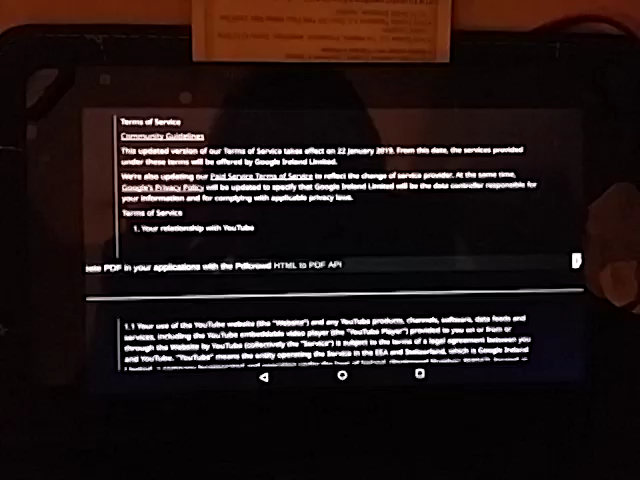 Terms of Service
Community Guidelines
This updated version of our Terms of Service takes effect on 22 January 2019. From this date, the services provided
under these terms will be offered by Google Ireland Limited.
We're also updating our Paid Service Terms of Service to reflect the change of service provider. At the same time,
Google's Privacy Policy will be updated to specify that Google Ireland Limited will be the data controller responsible for
your information and for complying with applicable privacy laws.
Terms of Service
1. Your relationship with YouTube
PDF in your applications with the Pdfcrowd HTML to PDF API
1.1 Your use of the YouTube website (the "Website") and any YouTube products, channels, software, data feeds and
services, including the YouTube embeddable video player (the "YouTube Player") provided to you on or from or
through the Website by YouTube (collectively the "Service") is subject to the terms of a legal agreement between you
and YouTube. "YouTube" means the entity operating the Service in the EEA and Switzerland, which is Google Ireland